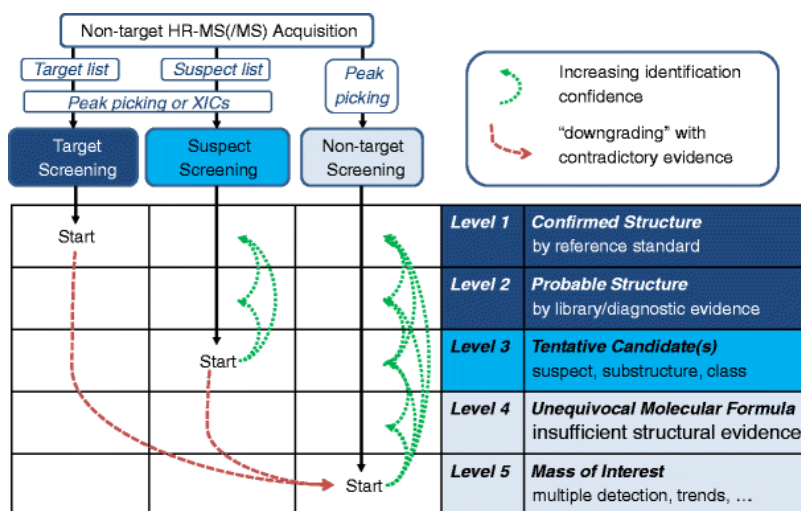 Non-target HR-MS(/MS) Acquisition
Target list
Suspect list
Peak
picking
Peak picking or XICs
Target
Screening
Suspect
Screening
Non-target
Screening
Increasing identification
confidence
“downgrading” with
contradictory evidence
Start
Level 1
Confirmed Structure
by reference standard
Level 2
Probable Structure
by library/diagnostic evidence
Start
Level 3
Tentative Candidate(s)
suspect, substructure, class
Level 4
Unequivocal Molecular Formula
insufficient structural evidence
Start
Level 5
Mass of Interest
multiple detection, trends, …